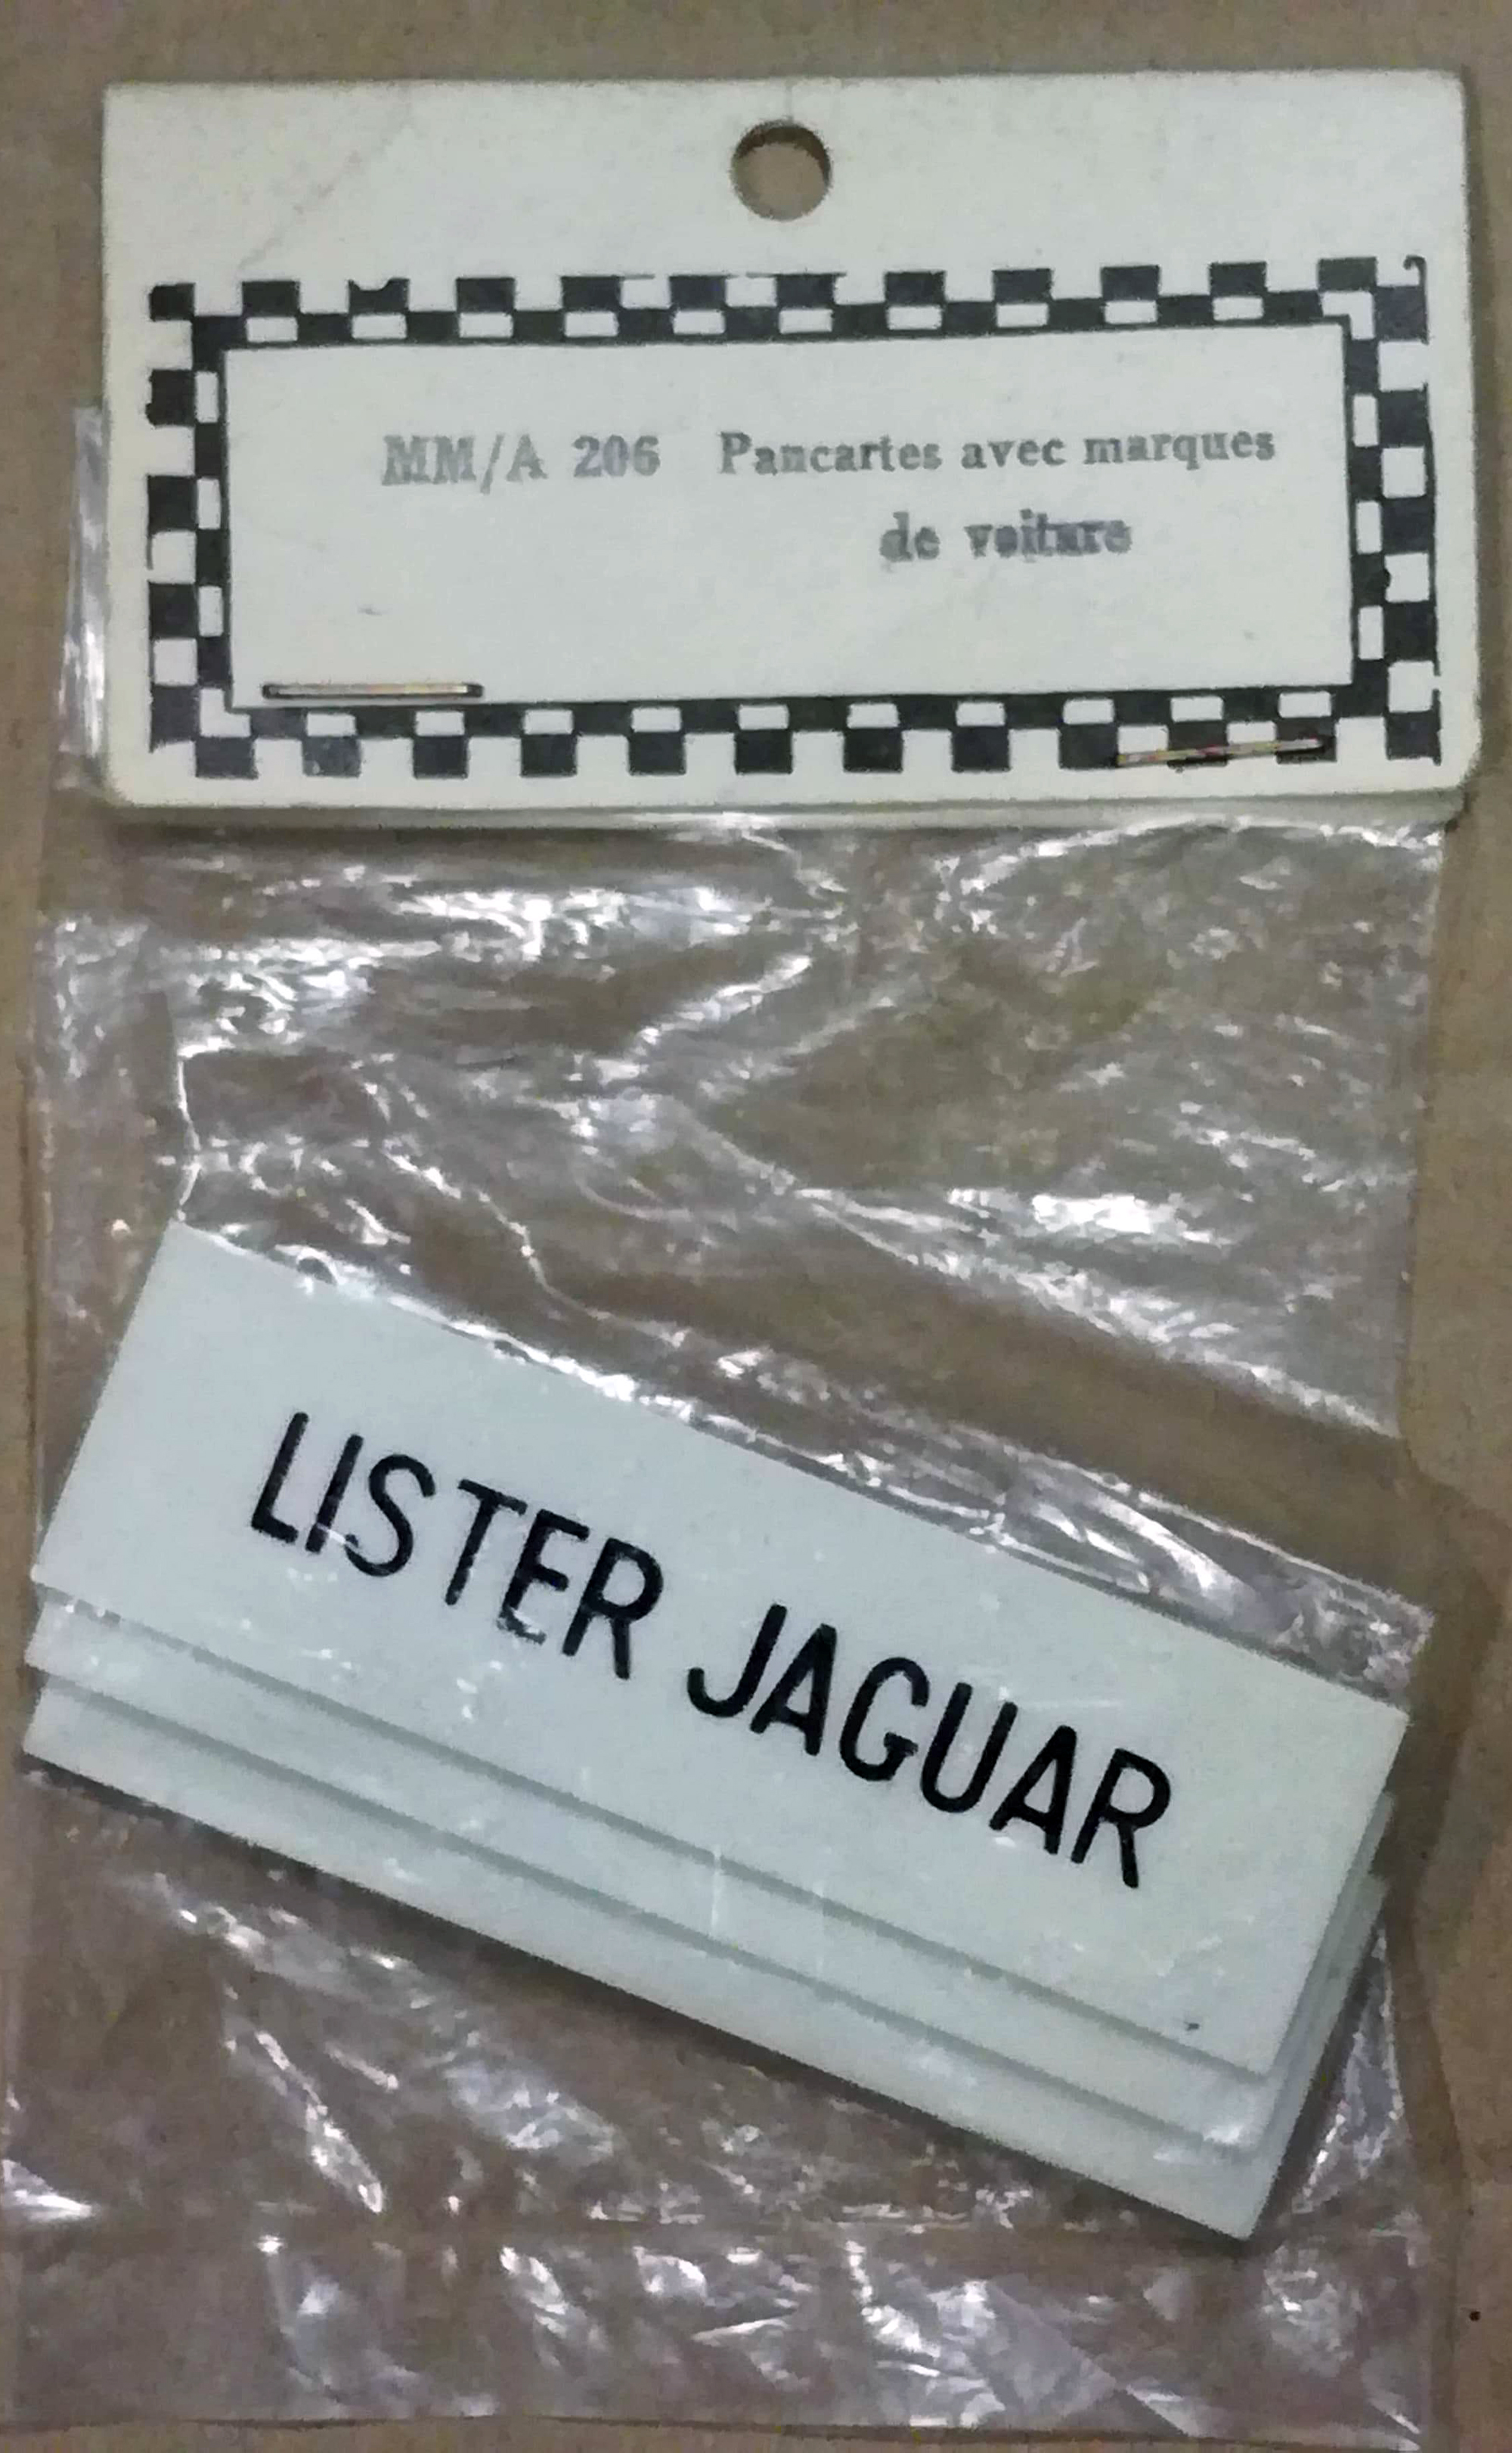 MM/A 206 Pancartes avec marques
de voiture
LISTER JAGUAR